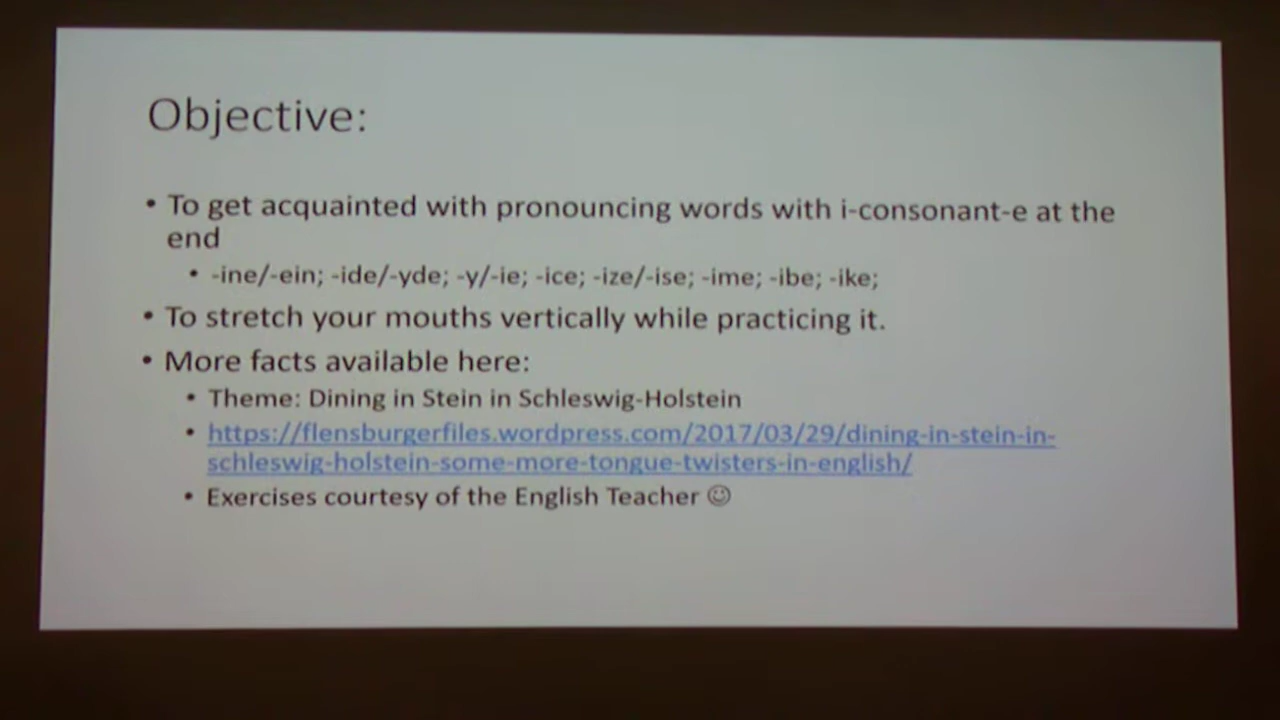 Objective:
• To get acquainted with pronouncing words with i-consonant-e at the
end
• -ine/-ein; -ide/-yde; -y/-ie; -ice; -ize/-ise; -ime; -ibe; -ike;
• To stretch your mouths vertically while practicing it.
• More facts available here:
• Theme: Dining in Stein in Schleswig-Holstein
• https://flensburgerfiles.wordpress.com/2017/03/29/dining-in-stein-in-
schleswig-holstein-some-more-tongue-twisters-in-english/
• Exercises courtesy of the English Teacher ☺